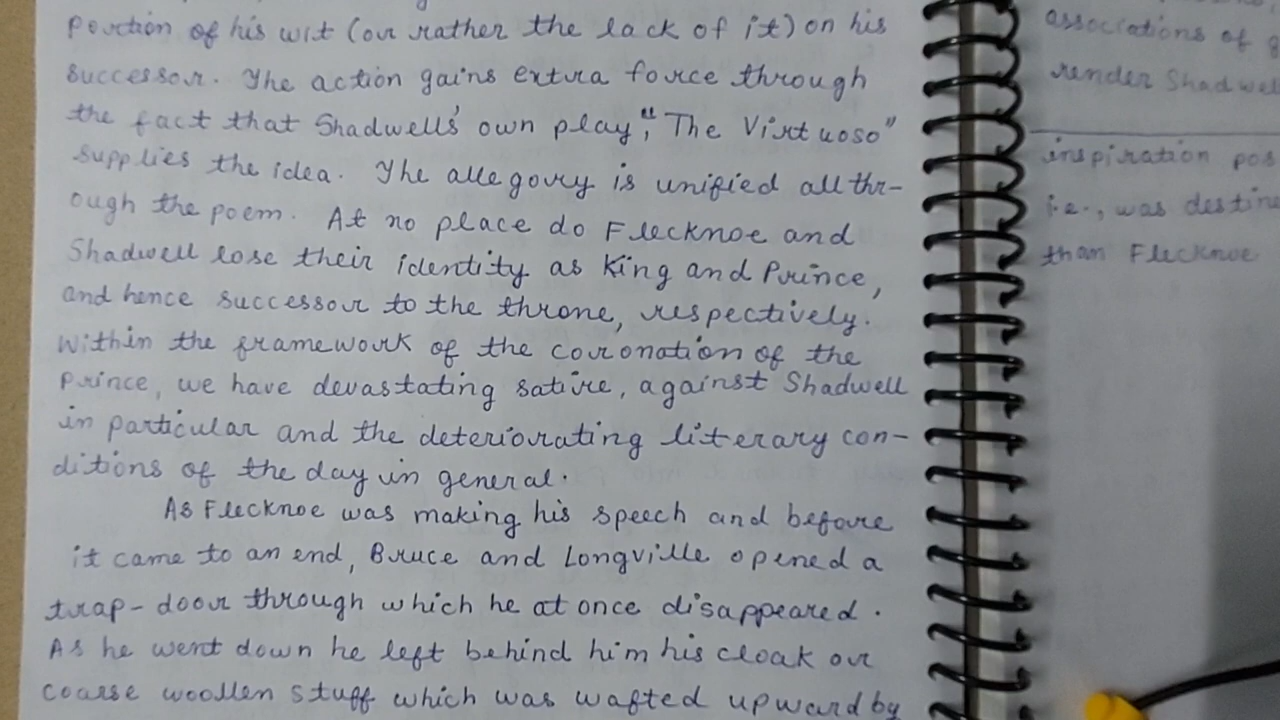 portion of his wit (or rather the lack of it) on his
successor. The action gains extra force through
the fact that Shadwell's own play, "The Virtuoso"
supplies the idea. The allegory is unified all thr-
ough the poem. At no place do Flecknoe and
Shadwell lose their identity as King and Prince,
and hence successor to the throne, respectively.
Within the framework of the coronation of the
Prince, we have devastating satire, against Shadwell
in particular and the deteriorating literary con-
ditions of the day in general.
As Flecknoe was making his speech and before
it came to an end, Bruce and Longville opened a
trap-door through which he at once disappeared.
As he went down he left behind him his cloak or
coarse woollen stuff which was wafted upward by
associations of
render Shadwel
inspiration pos
i.e., was destin
than Flecknoe